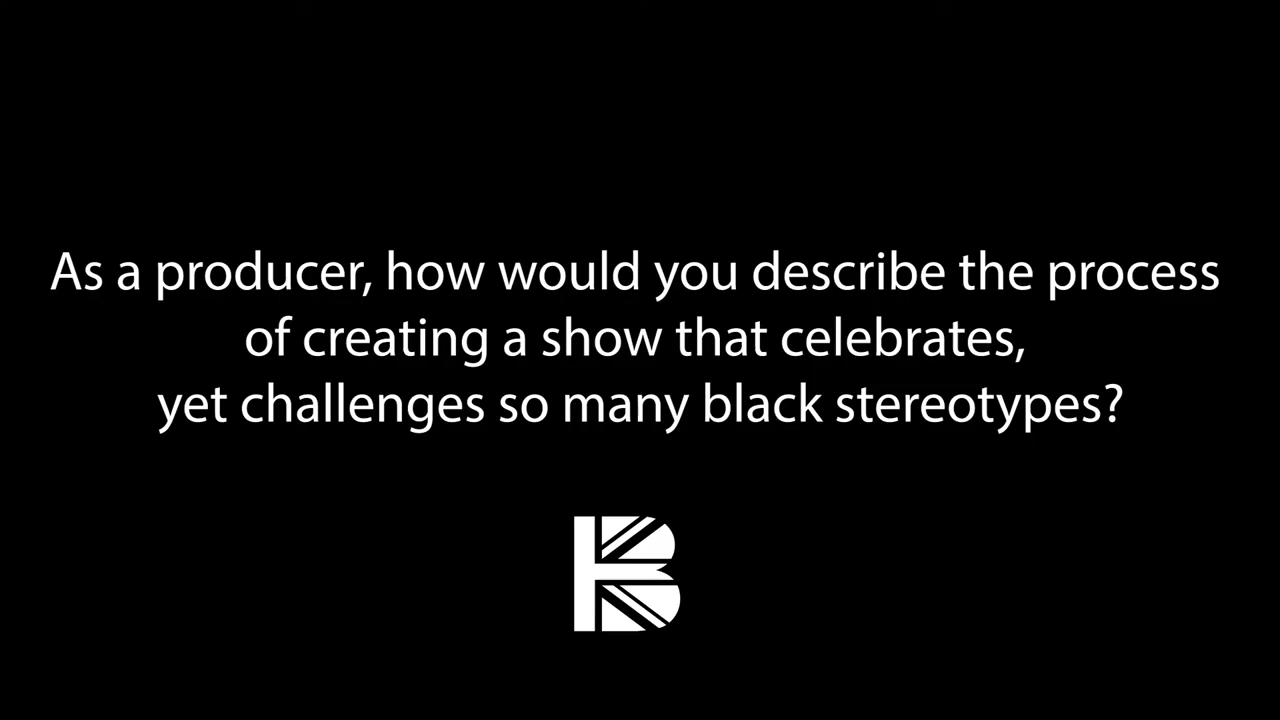 As a producer, how would you describe the process
of creating a show that celebrates,
yet challenges so many black stereotypes?
B